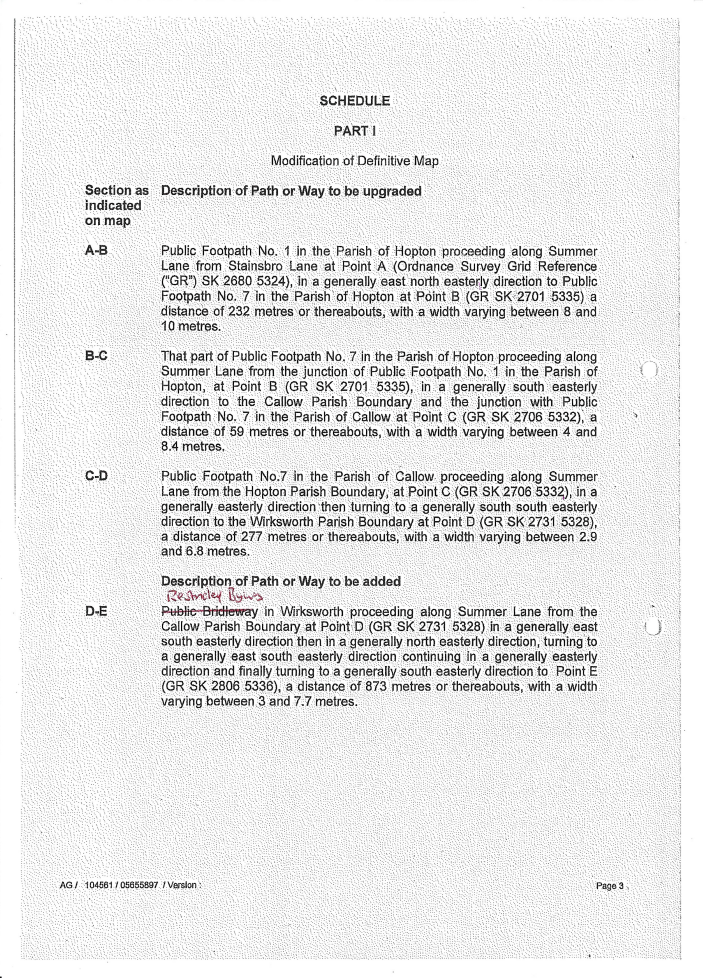 SCHEDULE
PART I
Modification of Definitive Map
Section as indicated on map
Description of Path or Way to be upgraded
A-B
Public Footpath No. 1 in the Parish of Hopton proceeding along Summer
Lane from Stainsbro Lane at Point A (Ordnance Survey Grid Reference
("GR") SK 2680 5324), in a generally east north easterly direction to Public
Footpath No. 7 in the Parish of Hopton at Point B (GR SK 2701 5335) a
distance of 232 metres or thereabouts, with a width varying between 8 and
10 metres.
B-C
That part of Public Footpath No. 7 in the Parish of Hopton proceeding along
Summer Lane from the junction of Public Footpath No. 1 in the Parish of
Hopton, at Point B (GR SK 2701 5335), in a generally south easterly
direction to the Callow Parish Boundary and the junction with Public
Footpath No. 7 in the Parish of Callow at Point C (GR SK 2706 5332), a
distance of 59 metres or thereabouts, with a width varying between 4 and
8.4 metres.
C-D
Public Footpath No.7 in the Parish of Callow proceeding along Summer
Lane from the Hopton Parish Boundary, at Point C (GR SK 2706 5332), in a
generally easterly direction then turning to a generally south south easterly
direction to the Wirksworth Parish Boundary at Point D (GR SK 2731 5328),
a distance of 277 metres or thereabouts, with a width varying between 2.9
and 6.8 metres.
Description of Path or Way to be added
D-E
Public Bridleway in Wirksworth proceeding along Summer Lane from the
Callow Parish Boundary at Point D (GR SK 2731 5328) in a generally east
south easterly direction then in a generally north easterly direction, turning to
a generally east south easterly direction continuing in a generally easterly
direction and finally turning to a generally south easterly direction to Point E
(GR SK 2806 5336), a distance of 873 metres or thereabouts, with a width
varying between 3 and 7.7 metres.
AG / 104561 / 05655897 / Version :
Page 3